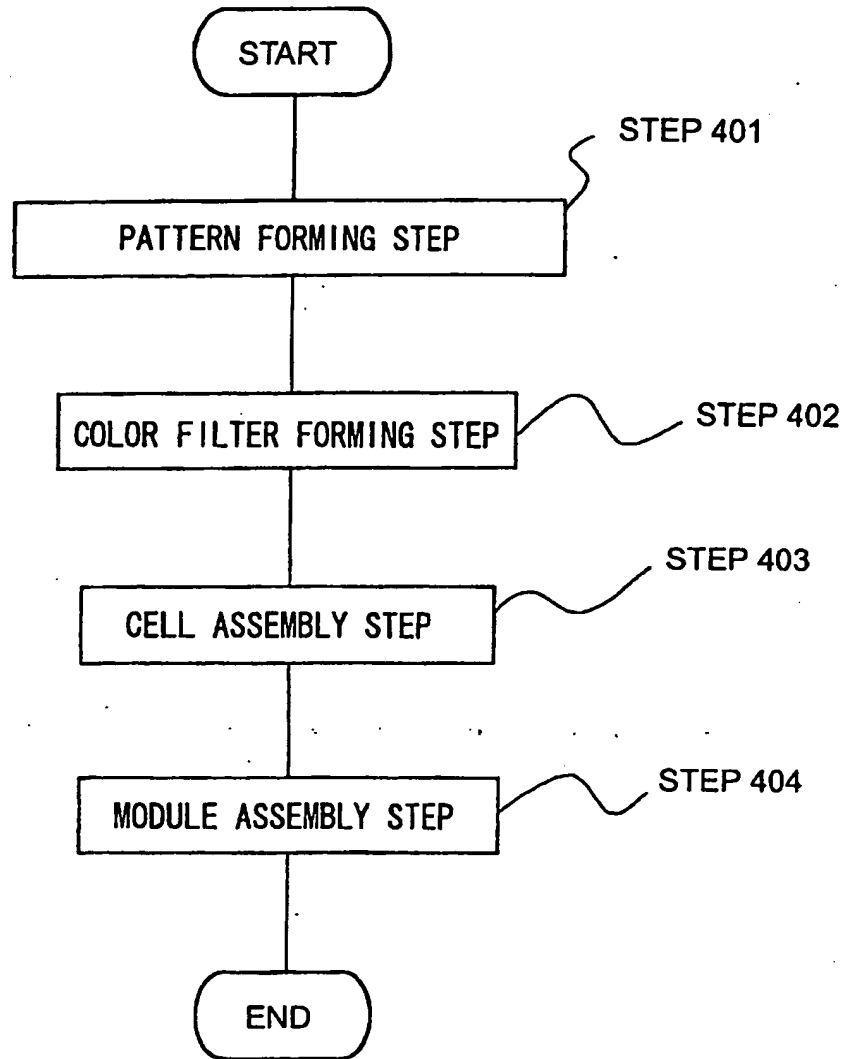 START
STEP 401
PATTERN FORMING STEP
COLOR FILTER FORMING STEP
STEP 402
CELL ASSEMBLY STEP
STEP 403
MODULE ASSEMBLY STEP
STEP 404
END